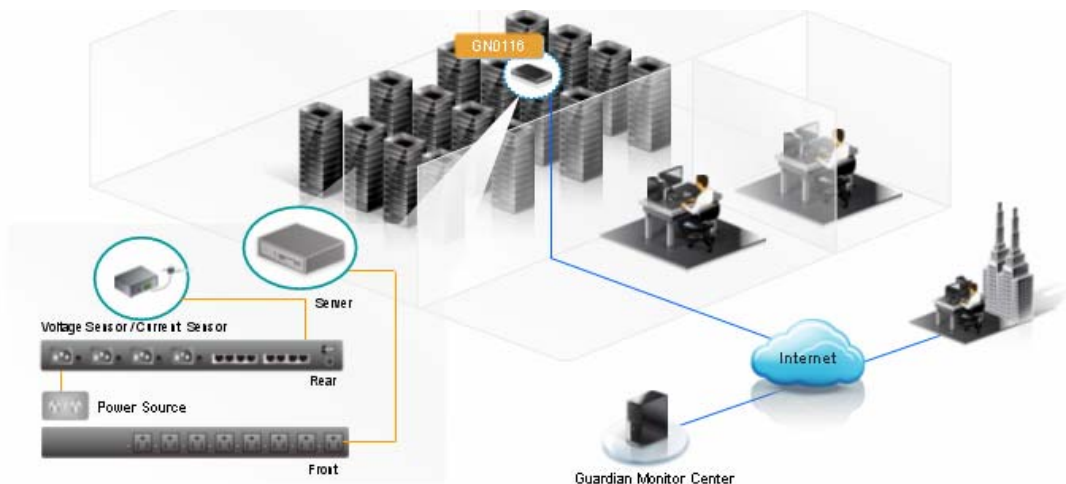 GN0116
Server
Voltage Sensor/Current Sensor
Rear
Power Source
Front
Internet
Guardian Monitor Center